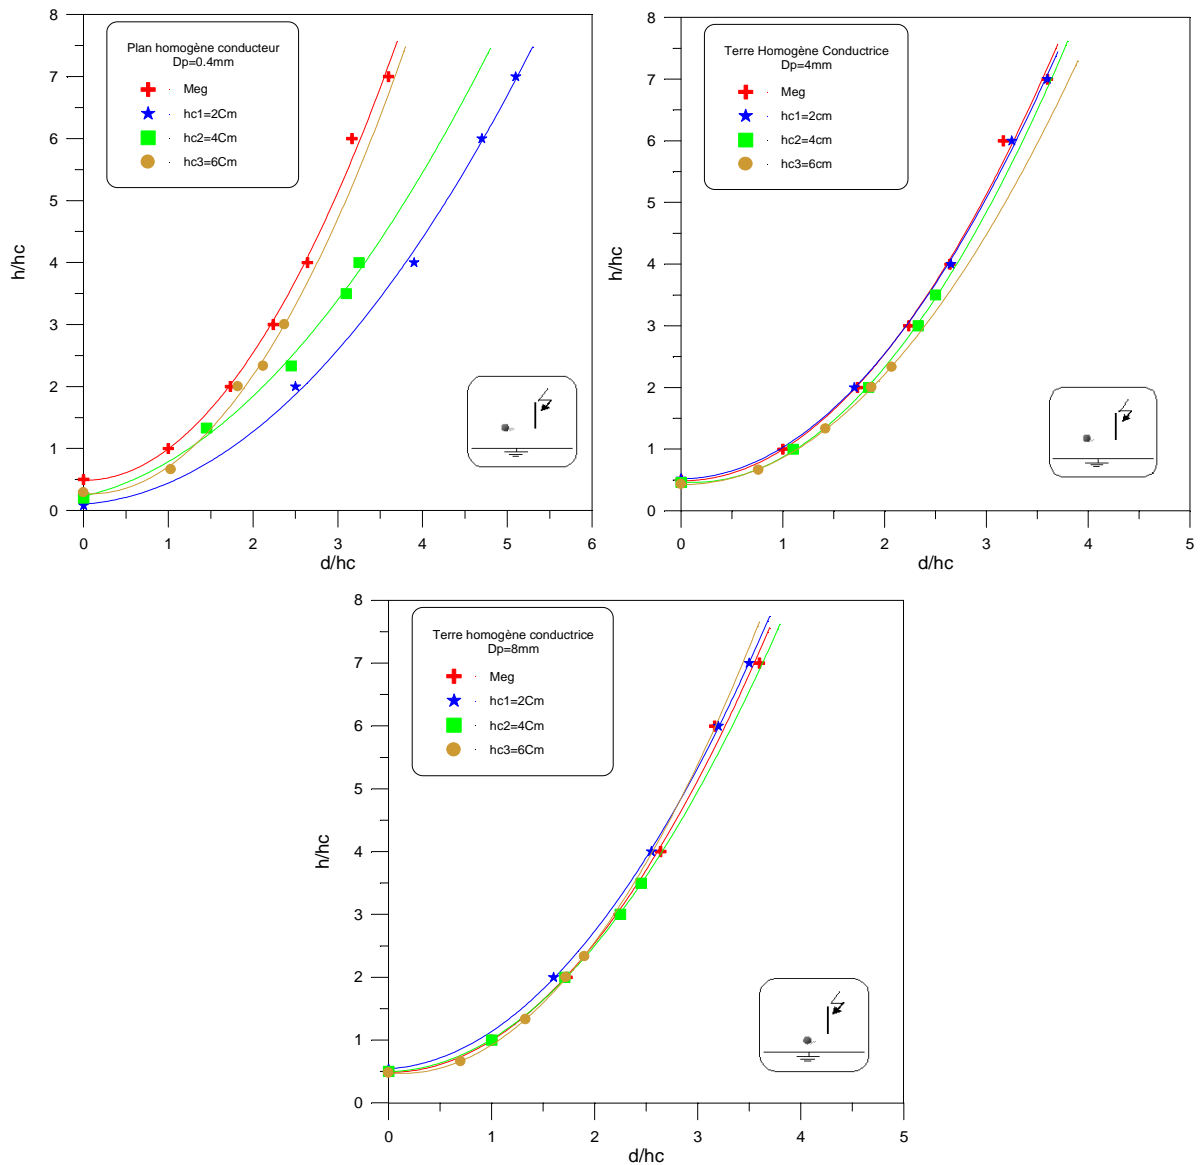 8
7
6
5
4
3
2
1
0
h/hc
Plan homogène conducteur
Dp=0.4mm
Meg
hc1=2Cm
hc2=4Cm
hc3=6Cm
0 1 2 3 4 5 6
d/hc
8
7
6
5
4
3
2
1
0
h/hc
Terre Homogène Conductrice
Dp=4mm
Meg
hc1=2cm
hc2=4cm
hc3=6cm
0 1 2 3 4 5
d/hc
8
7
6
5
4
3
2
1
0
h/hc
Terre homogène conductrice
Dp=8mm
Meg
hc1=2Cm
hc2=4Cm
hc3=6Cm
0 1 2 3 4 5
d/hc